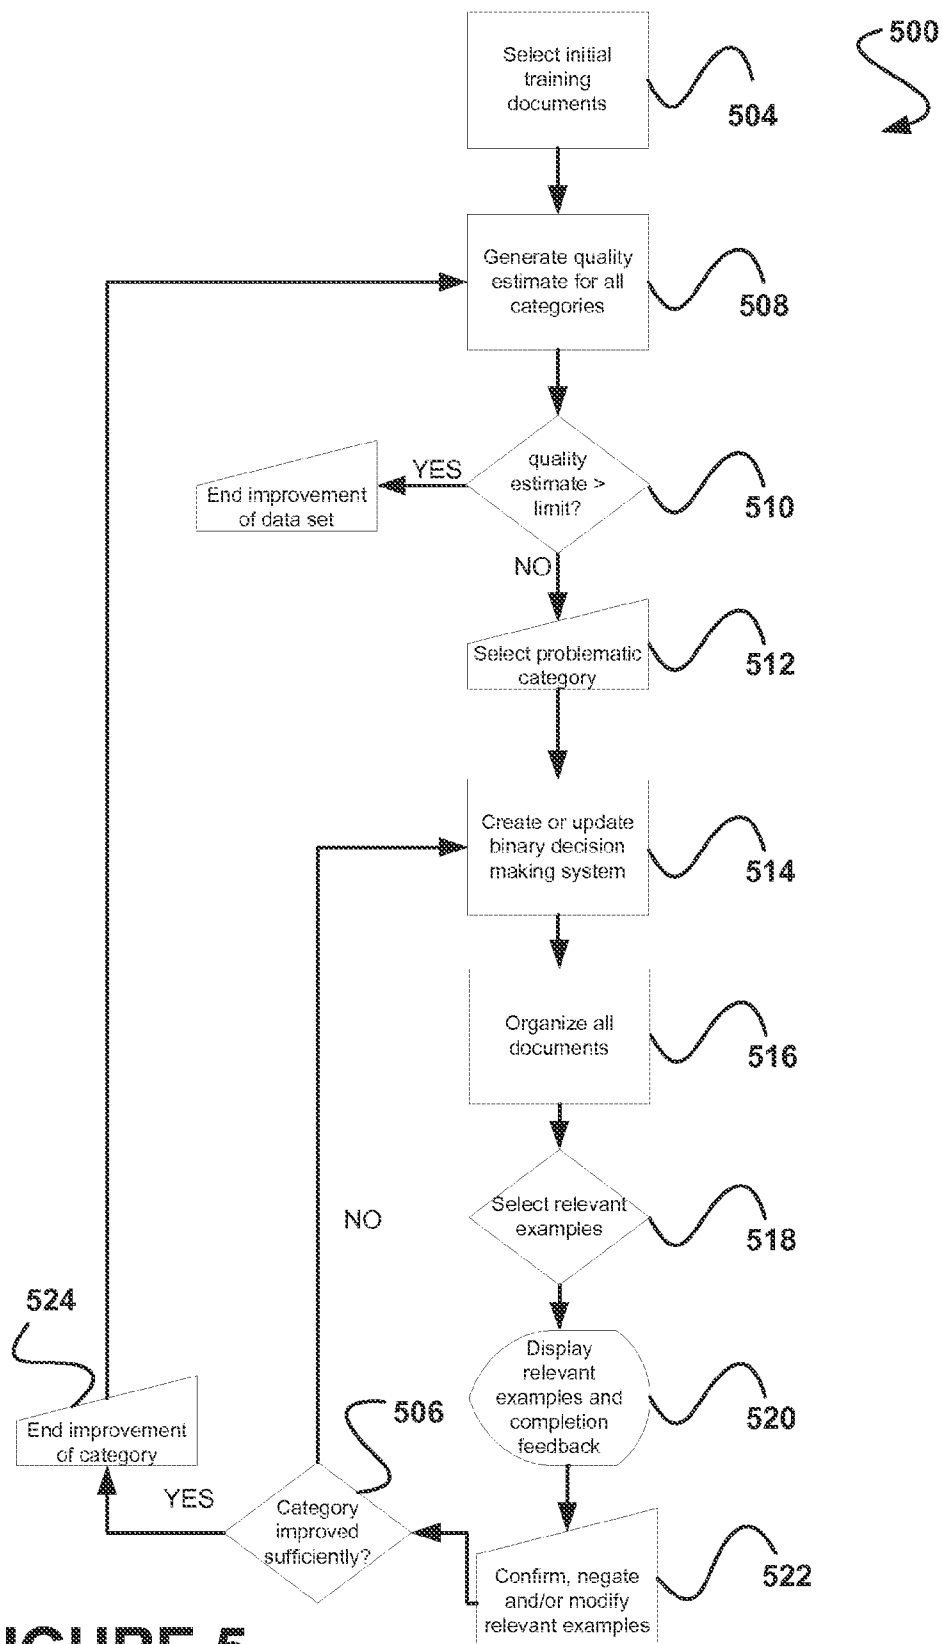 500
Select initial
training
documents
504
Generate quality
estimate for all
categories
508
quality
estimate >
limit?
510
YES
End improvement
of data set
NO
Select problematic
category
512
Create or update
binary decision
making system
514
Organize all
documents
516
Select relevant
examples
518
NO
Display
relevant
examples and
completion
feedback
520
524
End improvement
of category
506
YES
Category
improved
sufficiently?
Confirm, negate
and/or modify
relevant examples
522
IGURE 5